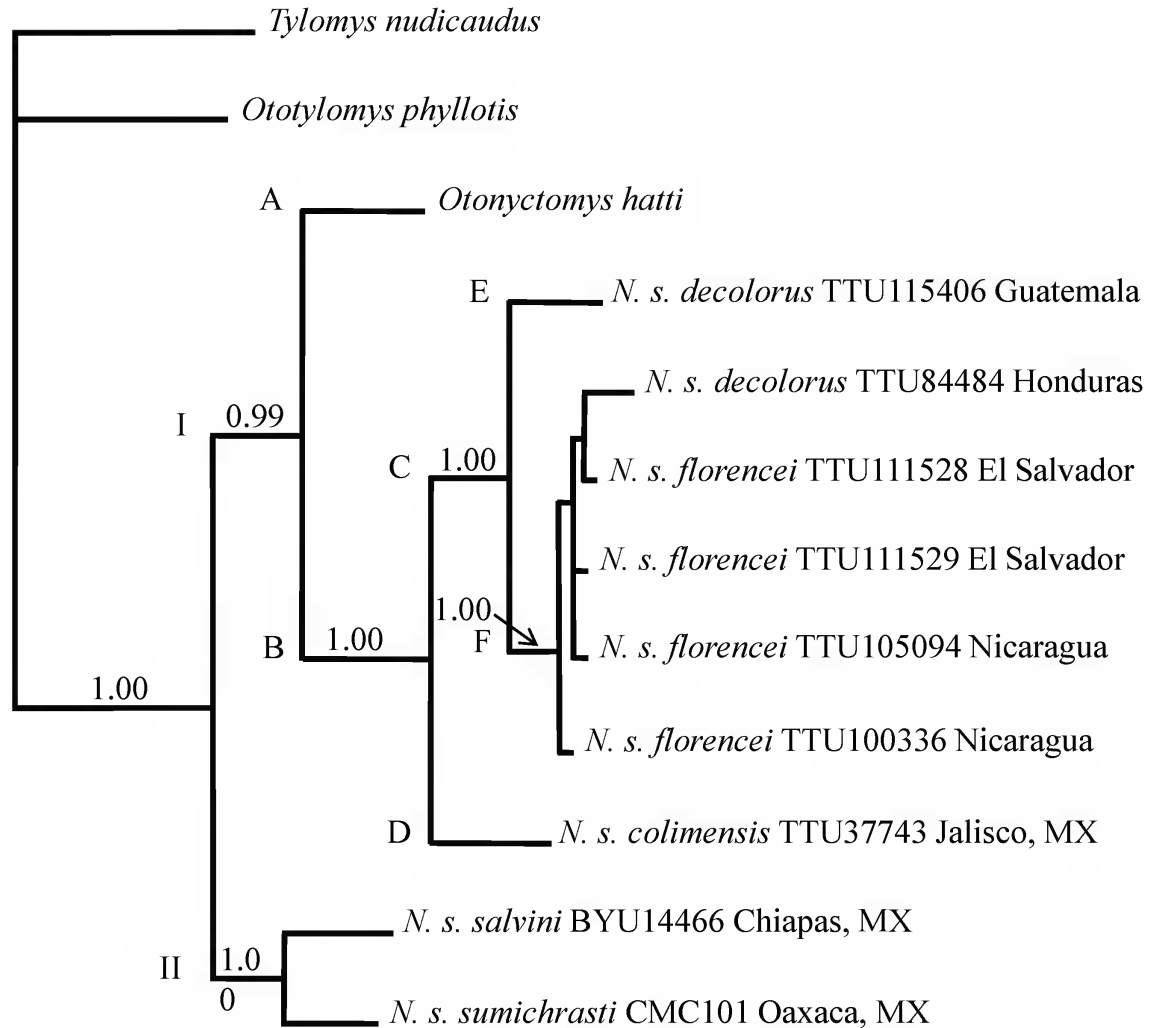 Tylomys nudicaudus
Ototylomys phyllotis
A
Otonyctomys hatti
E
N. s. decolorus TTU115406 Guatemala
N. s. decolorus TTU84484 Honduras
I
0.99
C
1.00
N. s. florencei TTU111528 El Salvador
N. s. florencei TTU111529 El Salvador
1.00
B
1.00
F
N. s. florencei TTU105094 Nicaragua
1.00
N. s. florencei TTU100336 Nicaragua
D
N. s. colimensis TTU37743 Jalisco, MX
N. s. salvini BYU14466 Chiapas, MX
II
1.0
0
N. s. sumichrasti CMC101 Oaxaca, MX